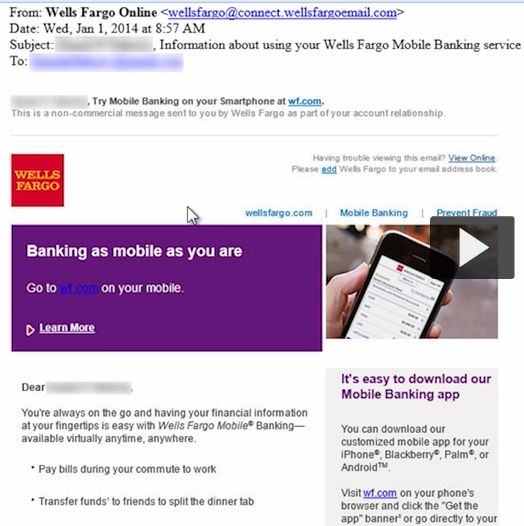 From: Wells Fargo Online <wellsfargo@connect.wellsfargoemail.com>
Date: Wed, Jan 1, 2014 at 8:57 AM
Subject: , Information about using your Wells Fargo Mobile Banking service
To:
, Try Mobile Banking on your Smartphone at wf.com.
This is a non-commercial message sent to you by Wells Fargo as part of your account relationship.
WELLS
FARGO
Having trouble viewing this email? View Online.
Please add Wells Fargo to your email address book.
wellsfargo.com | Mobile Banking | Prevent Fraud
Banking as mobile as you are
Go to wf.com on your mobile.
Learn More
Dear ,
You're always on the go and having your financial information
at your fingertips is easy with Wells Fargo Mobile® Banking—
available virtually anytime, anywhere.
• Pay bills during your commute to work
• Transfer funds¹ to friends to split the dinner tab
It's easy to download our
Mobile Banking app
You can download our
customized mobile app for your
iPhone®, Blackberry®, Palm®, or
Android™.
Visit wf.com on your phone's
browser and click the "Get the
app" banner² or go directly to your